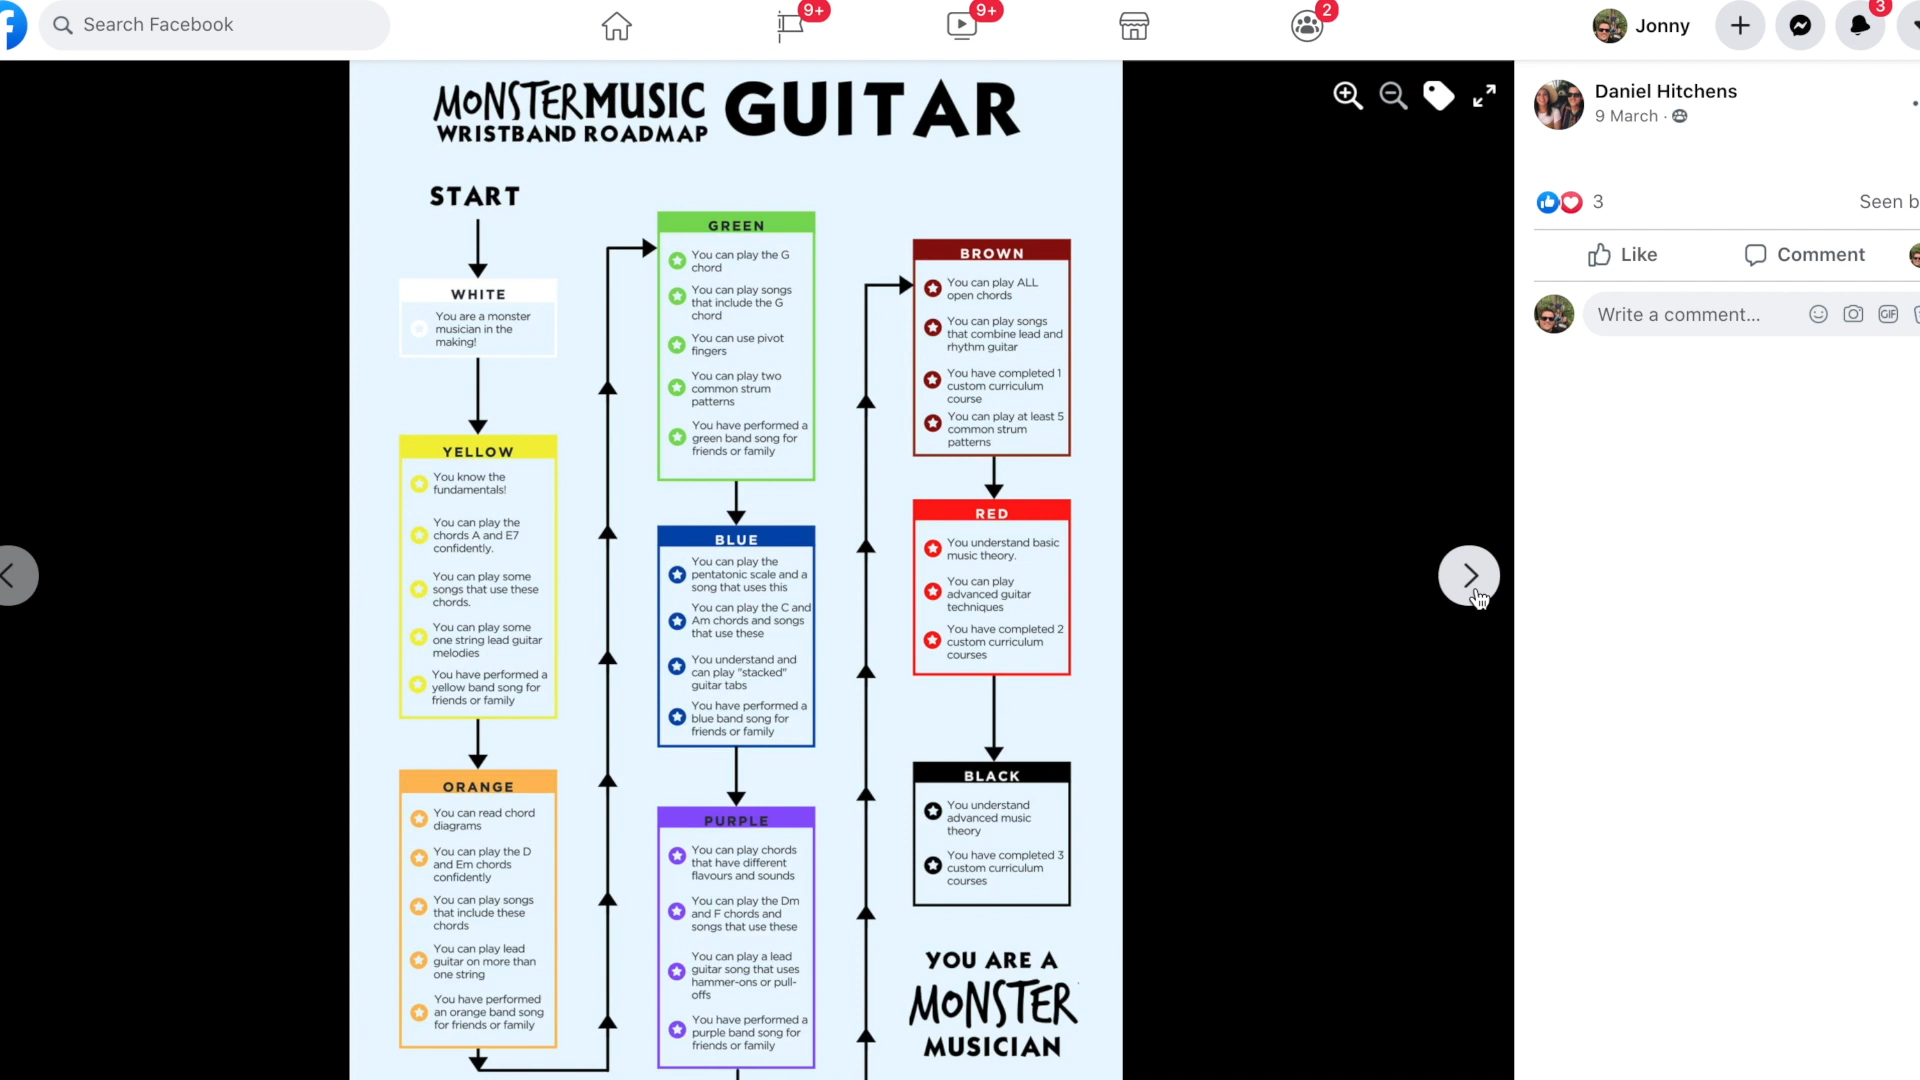 Search Facebook
9+
9+
2
Jonny
3
MONSTER MUSIC
WRISTBAND ROADMAP
GUITAR
START
WHITE
You are a monster
musician in the
making!
YELLOW
You know the
fundamentals!
You can play the
chords A and E7
confidently.
You can play some
songs that use these
chords.
You can play some
one string lead guitar
melodies
You have performed a
yellow band song for
friends or family
ORANGE
You can read chord
diagrams
You can play the D
and Em chords
confidently
You can play songs
that include these
chords
You can play lead
guitar on more than
one string
You have performed
an orange band song
for friends or family
GREEN
You can play the G
chord
You can play songs
that include the G
chord
You can use pivot
fingers
You can play two
common strum
patterns
You have performed a
green band song for
friends or family
BLUE
You can play the
pentatonic scale and a
song that uses this
You can play the C and
Am chords and songs
that use these
You understand and
can play "stacked"
guitar tabs
You have performed a
blue band song for
friends or family
PURPLE
You can play chords
that have different
flavours and sounds
You can play the Dm
and F chords and
songs that use these
You can play a lead
guitar song that uses
hammer-ons or pull-
offs
You have performed a
purple band song for
friends or family
BROWN
You can play ALL
open chords
You can play songs
that combine lead and
rhythm guitar
You have completed 1
custom curriculum
course
You can play at least 5
common strum
patterns
RED
You understand basic
music theory.
You can play
advanced guitar
techniques
You have completed 2
custom curriculum
courses
BLACK
You understand
advanced music
theory
You have completed 3
custom curriculum
courses
YOU ARE A
MONSTER
MUSICIAN
Daniel Hitchens
9 March ·
3
Seen b
Like
Comment
Write a comment...
GIF